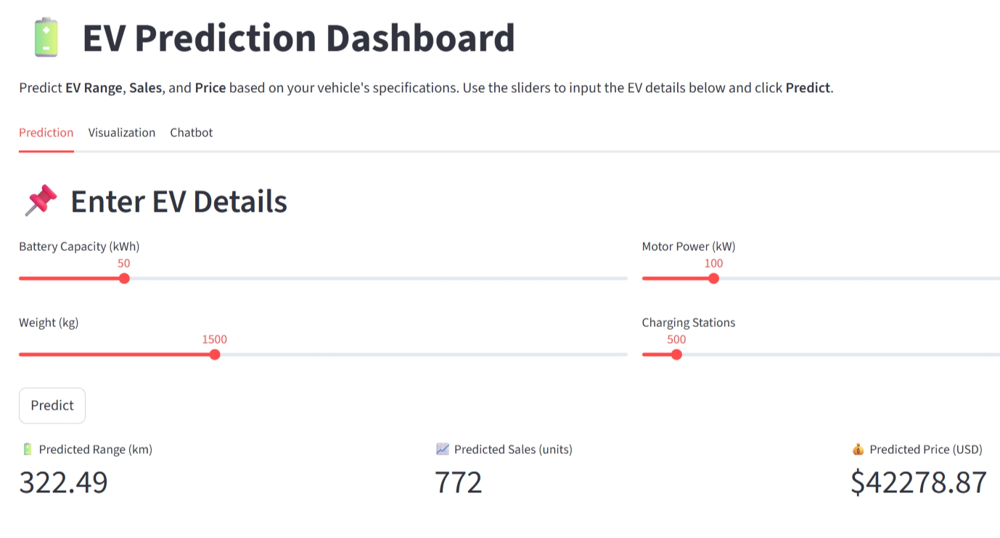 EV Prediction Dashboard
Predict EV Range, Sales, and Price based on your vehicle's specifications. Use the sliders to input the EV details below and click Predict.
Prediction Visualization Chatbot
Enter EV Details
Battery Capacity (kWh)
50
Motor Power (kW)
100
Weight (kg)
1500
Charging Stations
500
Predict
Predicted Range (km)
322.49
Predicted Sales (units)
772
Predicted Price (USD)
$42278.87